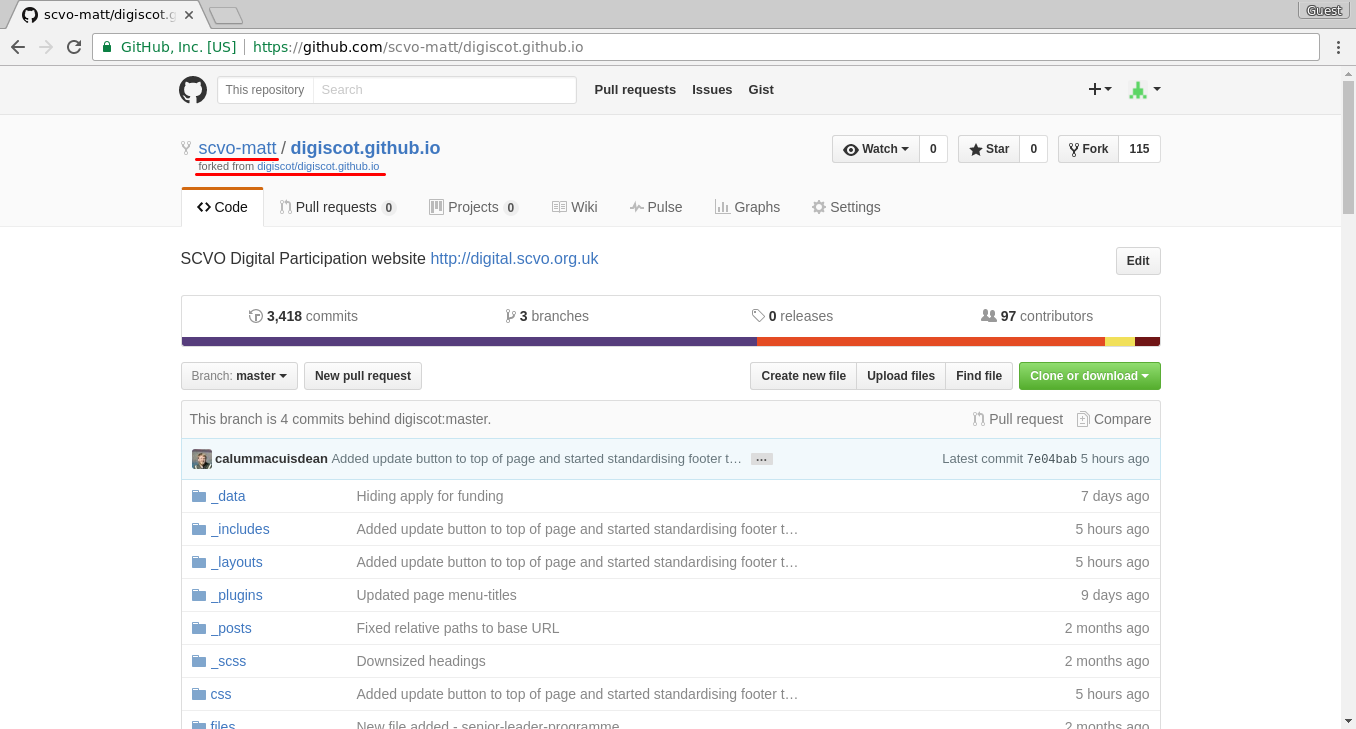 scvo-matt/digiscot.g
Guest
GitHub, Inc. [US] https://github.com/scvo-matt/digiscot.github.io
This repository Search Pull requests Issues Gist
scvo-matt / digiscot.github.io
forked from digiscot/digiscot.github.io
Watch 0 Star 0 Fork 115
Code Pull requests 0 Projects 0 Wiki Pulse Graphs Settings
SCVO Digital Participation website http://digital.scvo.org.uk
Edit
3,418 commits 3 branches 0 releases 97 contributors
Branch: master New pull request Create new file Upload files Find file Clone or download
This branch is 4 commits behind digiscot:master. Pull request Compare
calummacuisdean Added update button to top of page and started standardising footer t… … Latest commit 7e04bab 5 hours ago
_data Hiding apply for funding 7 days ago
_includes Added update button to top of page and started standardising footer t… 5 hours ago
_layouts Added update button to top of page and started standardising footer t… 5 hours ago
_plugins Updated page menu-titles 9 days ago
_posts Fixed relative paths to base URL 2 months ago
_scss Downsized headings 2 months ago
css Added update button to top of page and started standardising footer t… 5 hours ago
files New file added - senior-leader-programme 2 months ago